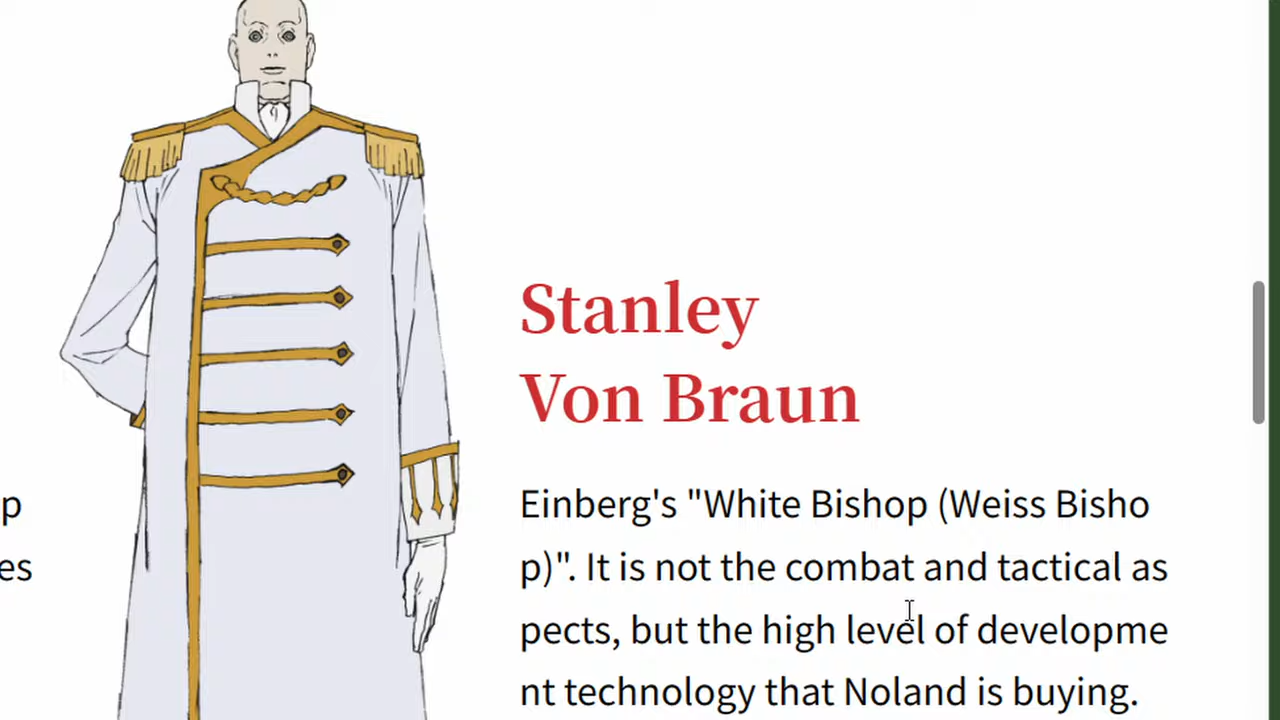 Stanley
Von Braun
p
es
Einberg's "White Bishop (Weiss Bisho
p)". It is not the combat and tactical as
pects, but the high level of developme
nt technology that Noland is buying.